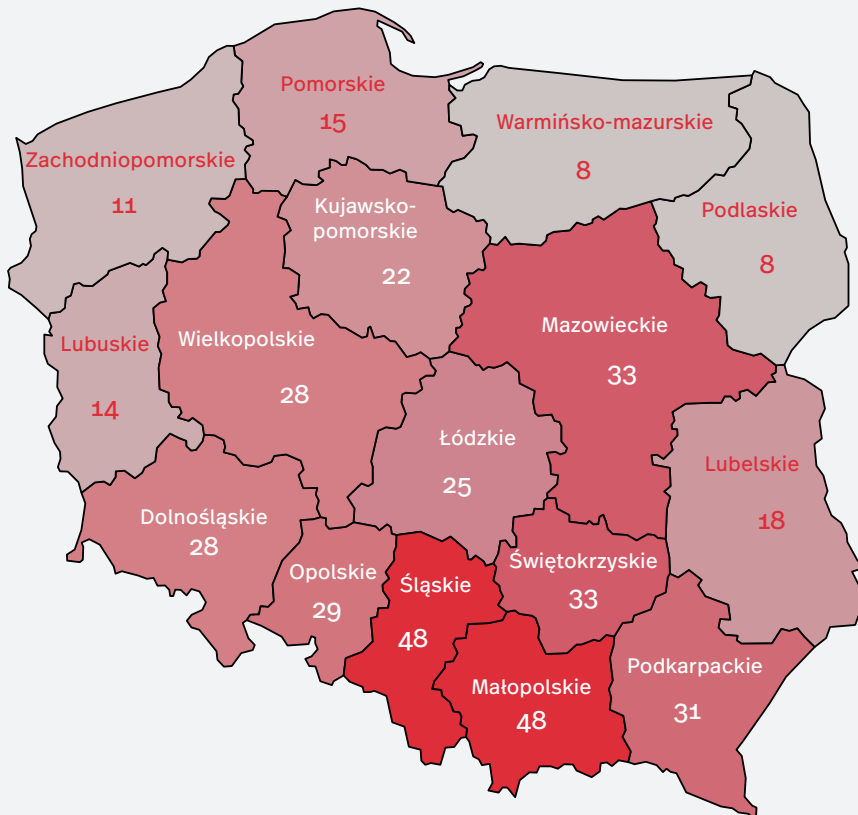 Pomorskie
15
Warmińsko-mazurskie
8
Zachodniopomorskie
11
Kujawsko-
pomorskie
22
Podlaskie
8
Mazowieckie
33
Wielkopolskie
28
Lubuskie
14
Łódzkie
25
Lubelskie
18
Dolnośląskie
28
Opolskie
29
Śląskie
48
Świętokrzyskie
33
Małopolskie
48
Podkarpackie
31